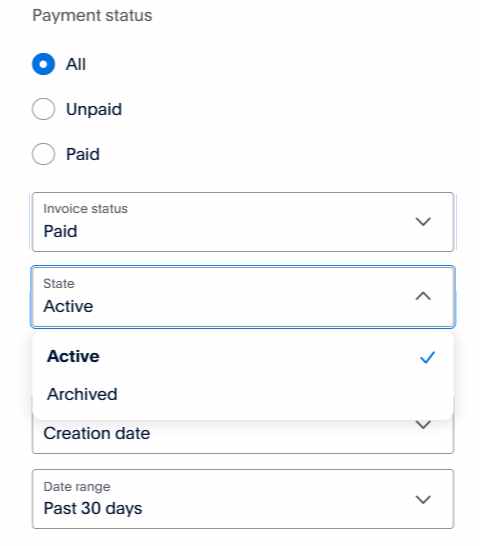 Payment status
All
Unpaid
Paid
Invoice status
Paid
State
Active
Active
Archived
Creation date
Date range
Past 30 days